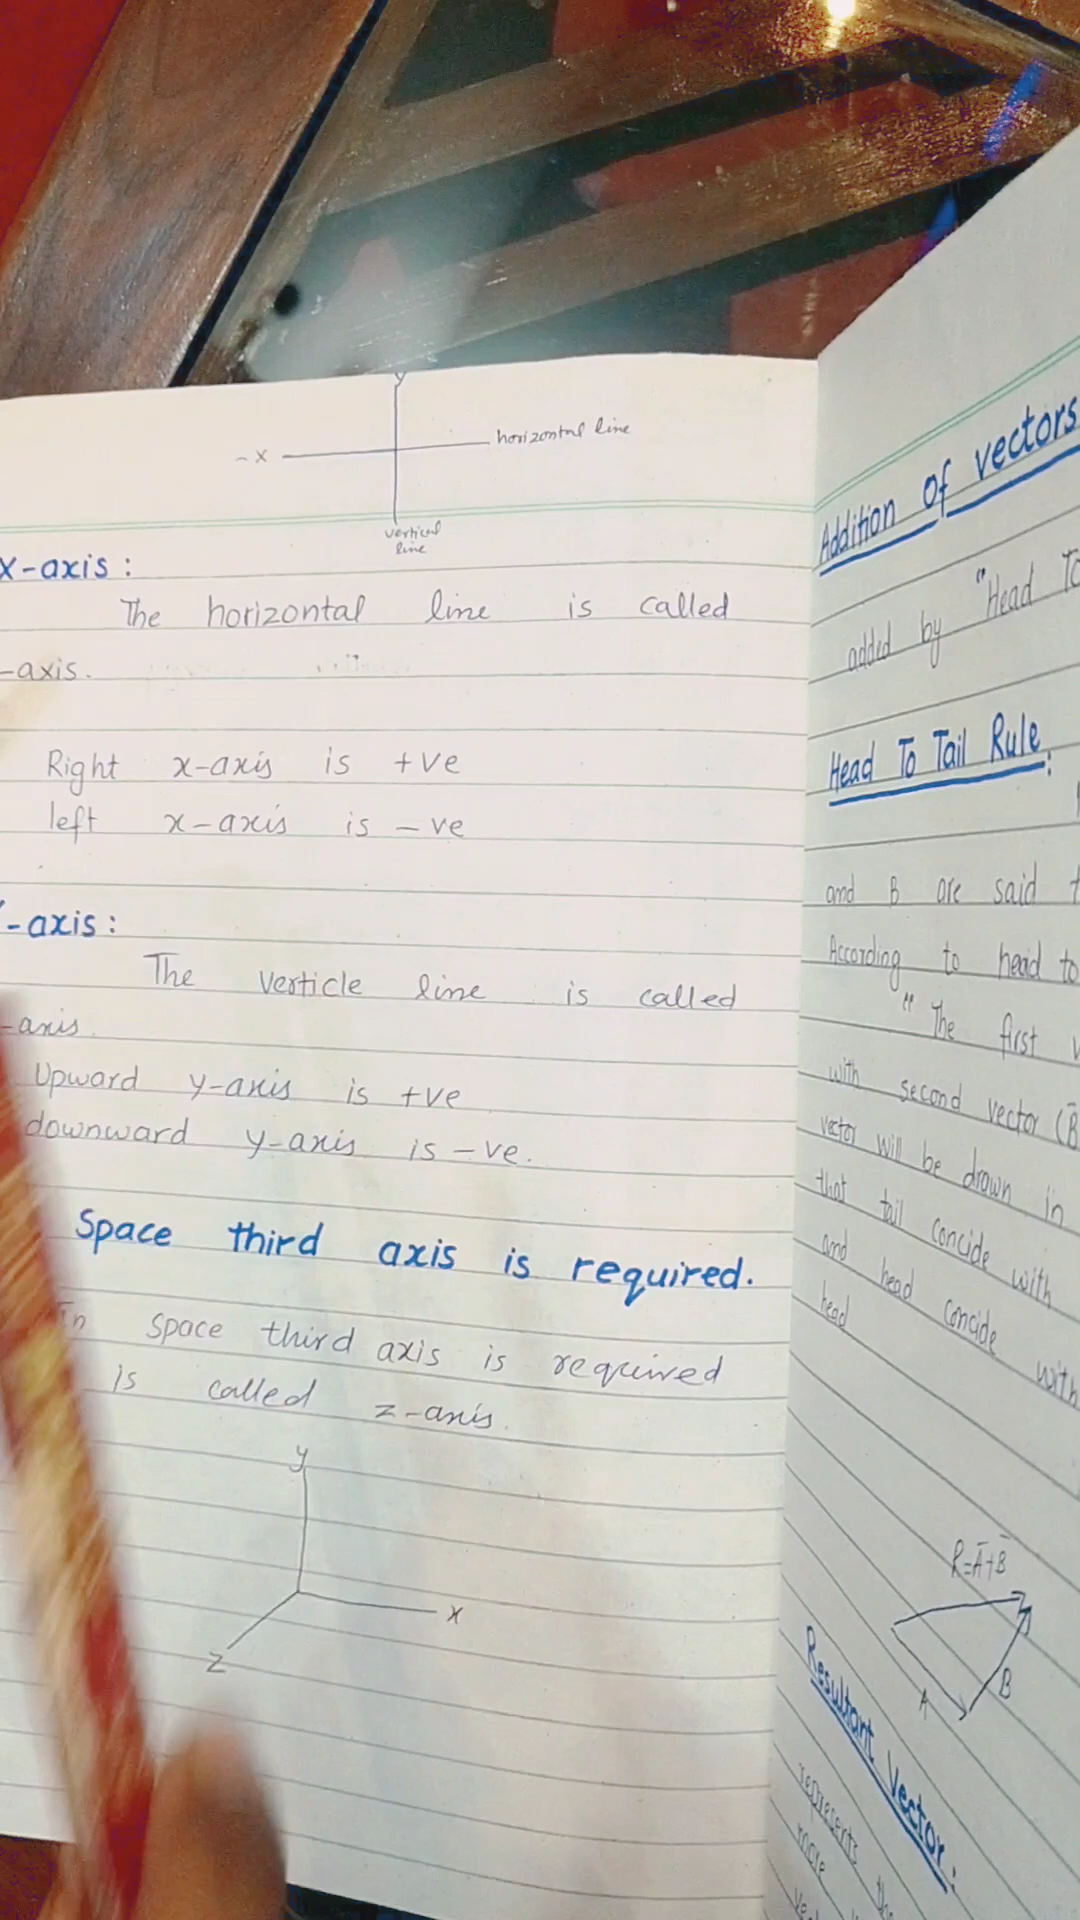 y
horizontal line
- x
vertical
line
X-axis :
The horizontal line is called
-axis.
Right x-axis is +ve
left x-axis is -ve
-axis :
The verticle line is called
-axis
Upward y-axis is +ve
downward y-axis is -ve.
Space third axis is required.
In space third axis is required
is called z-axis.
y
x
z
Addition of vectors
added by "Head To
Head To Tail Rule:
and B are said
According to head to
" The first
with second vector (B
vector will be drawn in
that tail concide with
and head concide with
head
R=A+B
A
B
Resultant Vector:
represents the
more